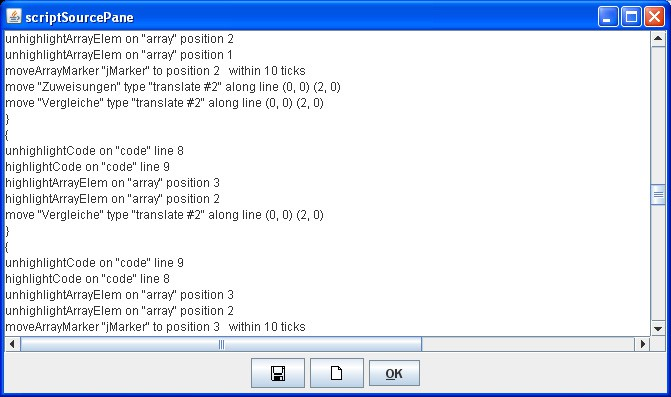 scriptSourcePane
unhighlightArrayElem on "array" position 2
unhighlightArrayElem on "array" position 1
moveArrayMarker "jMarker" to position 2   within 10 ticks
move "Zuweisungen" type "translate #2" along line (0, 0) (2, 0)
move "Vergleiche" type "translate #2" along line (0, 0) (2, 0)
}
{
unhighlightCode on "code" line 8
highlightCode on "code" line 9
highlightArrayElem on "array" position 3
highlightArrayElem on "array" position 2
move "Vergleiche" type "translate #2" along line (0, 0) (2, 0)
}
{
unhighlightCode on "code" line 9
highlightCode on "code" line 8
unhighlightArrayElem on "array" position 3
unhighlightArrayElem on "array" position 2
moveArrayMarker "jMarker" to position 3   within 10 ticks
OK